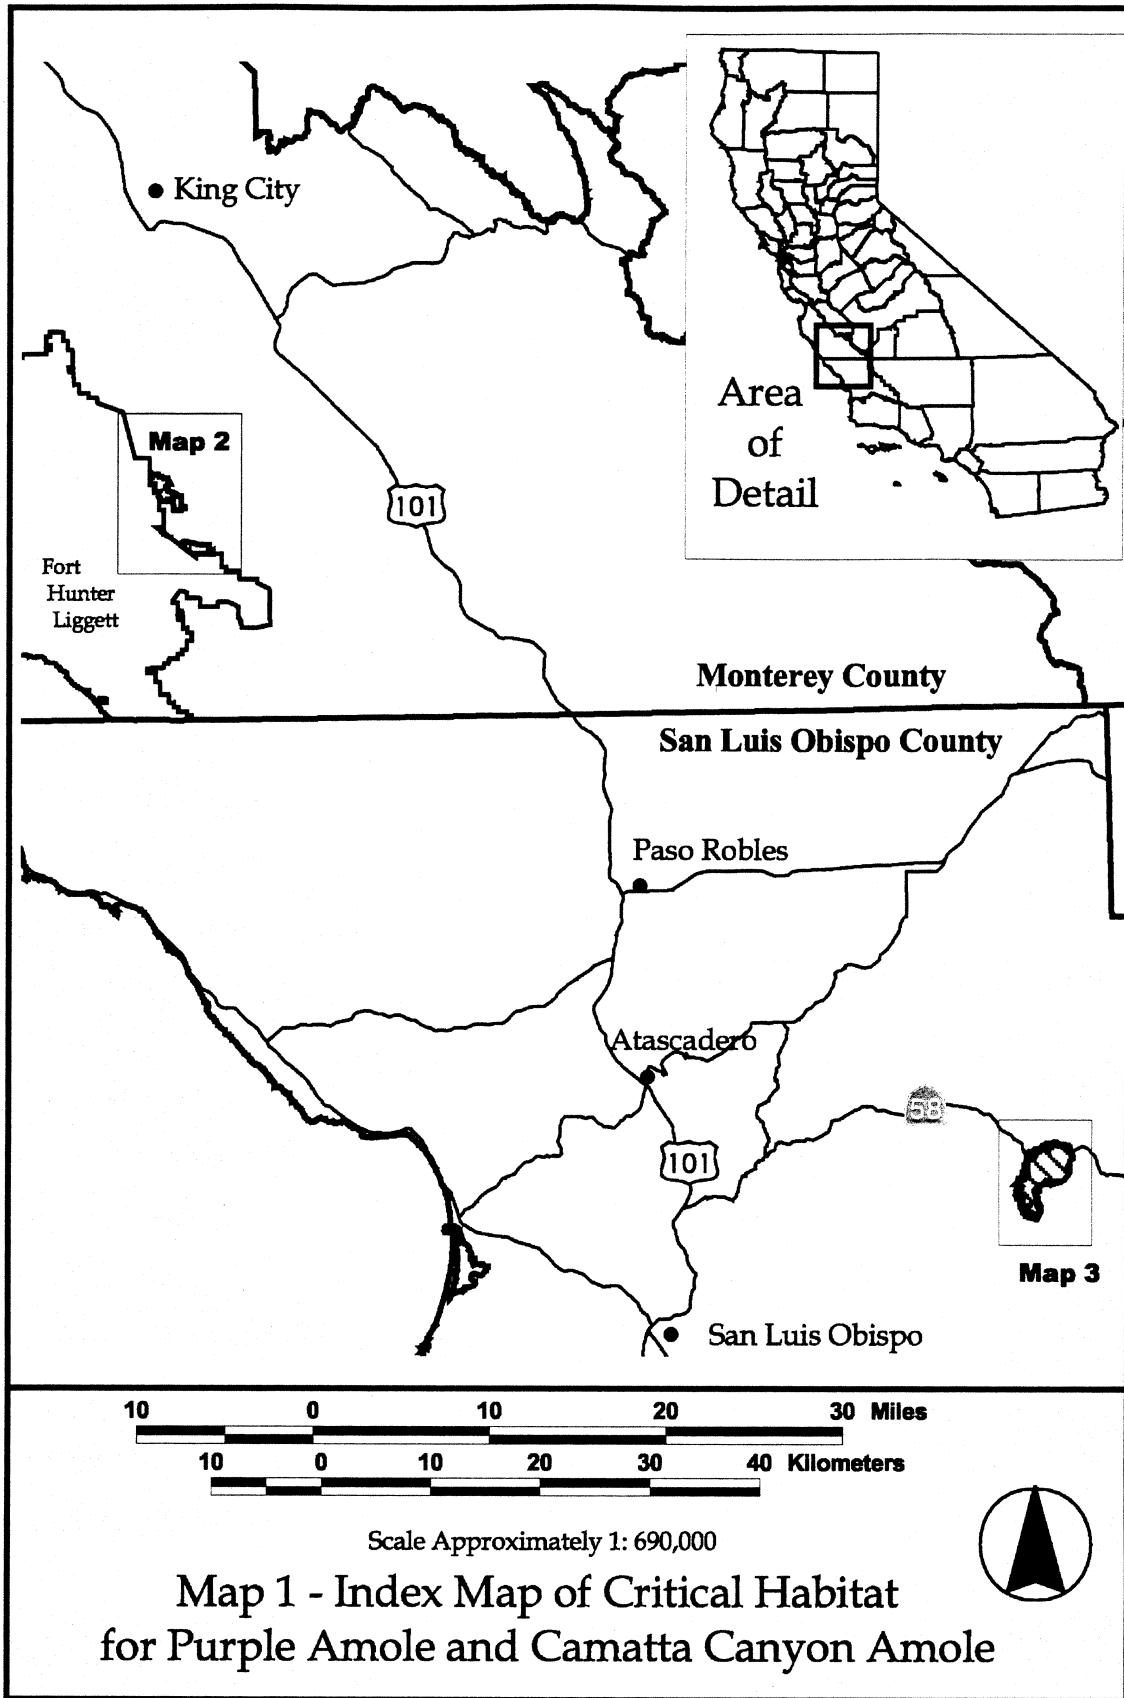 King City
Map 2
101
Area
of
Detail
Fort
Hunter
Liggett
Monterey County
San Luis Obispo County
Paso Robles
Atascadero
58
101
Map 3
San Luis Obispo
10 0 10 20 30 Miles
10 0 10 20 30 40 Kilometers
Scale Approximately 1: 690,000
Map 1 - Index Map of Critical Habitat
for Purple Amole and Camatta Canyon Amole